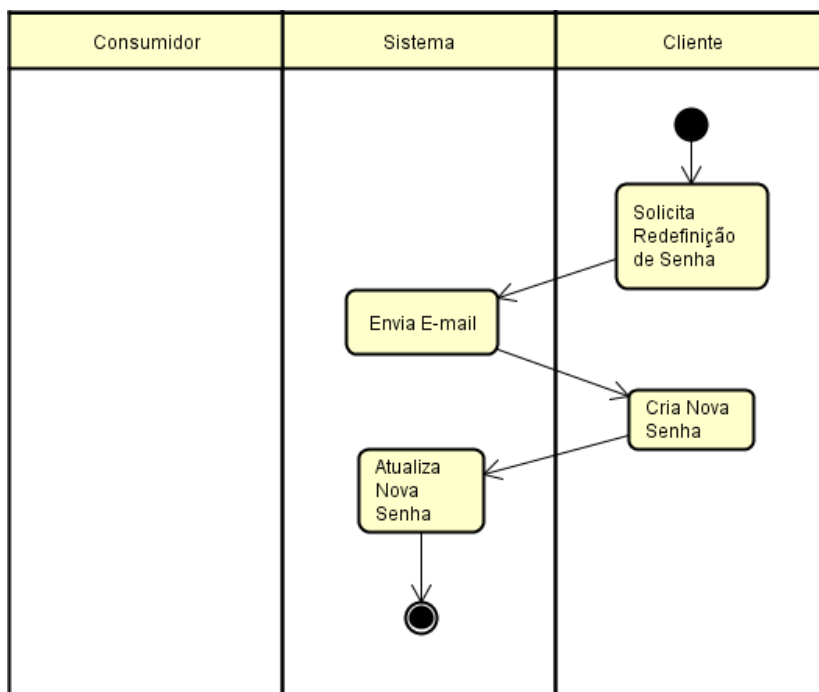 Consumidor
Sistema
Cliente
Solicita
Redefinição
de Senha
Envia E-mail
Cria Nova
Senha
Atualiza
Nova
Senha